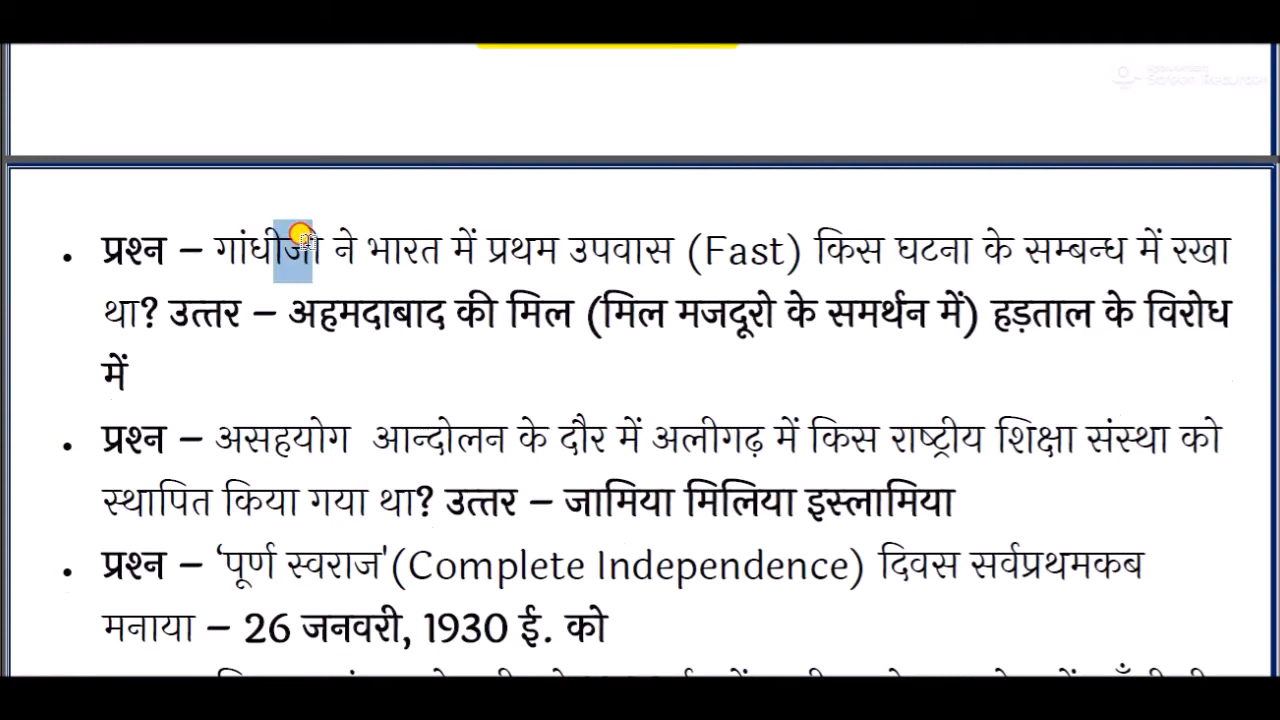 प्रश्न – गांधीजी ने भारत में प्रथम उपवास (Fast) किस घटना के सम्बन्ध में रखा
था? उत्तर – अहमदाबाद की मिल (मिल मजदूरो के समर्थन में) हड़ताल के विरोध
में
प्रश्न – असहयोग आन्दोलन के दौर में अलीगढ़ में किस राष्ट्रीय शिक्षा संस्था को
स्थापित किया गया था? उत्तर – जामिया मिलिया इस्लामिया
प्रश्न – ‘पूर्ण स्वराज'(Complete Independence) दिवस सर्वप्रथमकब
मनाया – 26 जनवरी, 1930 ई. को